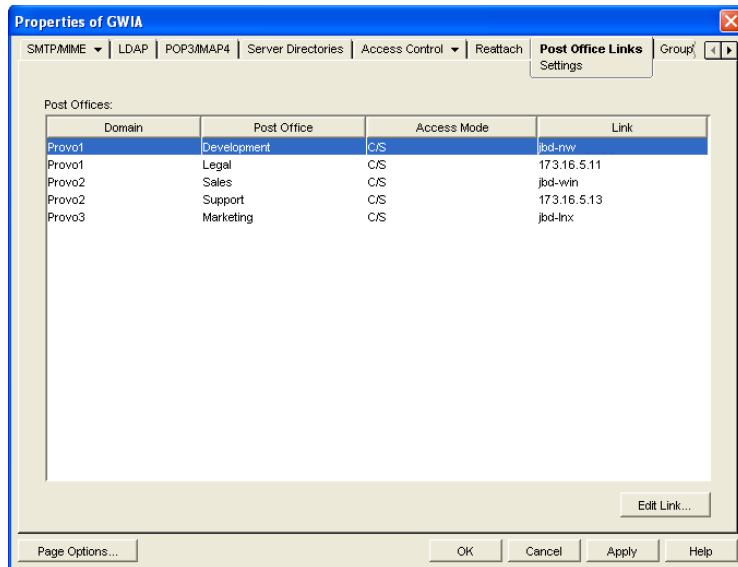 Properties of GWIA
SMTP/MIME LDAP POP3/IMAP4 Server Directories Access Control Reattach Post Office Links
Settings
Post Offices:
Domain Post Office Access Mode Link
Provo1 Development C/S jbd-nw
Provo1 Legal C/S 173.16.5.11
Provo2 Sales C/S jbd-win
Provo2 Support C/S 173.16.5.13
Provo3 Marketing C/S jbd-lnx
Edit Link...
Page Options... OK Cancel Apply Help